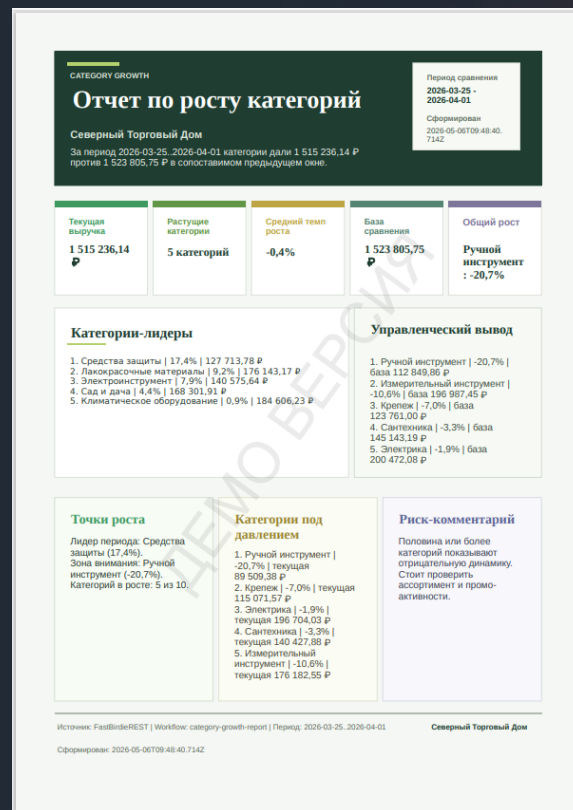 CATEGORY GROWTH
Отчет по росту категорий
Северный Торговый Дом
За период 2026-03-25..2026-04-01 категории дали 1 515 236,14 ₽
против 1 523 805,75 ₽ в сопоставимом предыдущем окне.
Период сравнения
2026-03-25 -
2026-04-01
Сформирован
2026-05-06T09:48:40.
714Z
Текущая
выручка
1 515 236,14
₽
Растущие
категории
5 категорий
Средний темп
роста
-0,4%
База
сравнения
1 523 805,75
₽
Общий рост
Ручной
инструмент
: -20,7%
Категории-лидеры
1. Средства защиты | 17,4% | 127 713,78 ₽
2. Лакокрасочные материалы | 9,2% | 176 143,17 ₽
3. Электроинструмент | 7,9% | 140 575,64 ₽
4. Сад и дача | 4,4% | 168 301,91 ₽
5. Климатическое оборудование | 0,9% | 184 606,23 ₽
Управленческий вывод
1. Ручной инструмент | -20,7% |
база 112 849,86 ₽
2. Измерительный инструмент |
-10,6% | база 196 987,45 ₽
3. Крепеж | -7,0% | база
123 761,00 ₽
4. Сантехника | -3,3% | база
145 143,19 ₽
5. Электрика | -1,9% | база
200 472,08 ₽
ДЕМО ВЕРСИЯ
Точки роста
Лидер периода: Средства
защиты (17,4%).
Зона внимания: Ручной
инструмент (-20,7%).
Категорий в росте: 5 из 10.
Категории под
давлением
1. Ручной инструмент |
-20,7% | текущая
89 509,38 ₽
2. Крепеж | -7,0% | текущая
115 071,57 ₽
3. Электрика | -1,9% |
текущая 196 704,03 ₽
4. Сантехника | -3,3% |
текущая 140 427,88 ₽
5. Измерительный
инструмент | -10,6% |
текущая 176 182,55 ₽
Риск-комментарий
Половина или более
категорий показывают
отрицательную динамику.
Стоит проверить
ассортимент и промо-
активности.
Источник: FastBirdieREST | Workflow: category-growth-report | Период: 2026-03-25..2026-04-01
Северный Торговый Дом
Сформирован: 2026-05-06T09:48:40.714Z